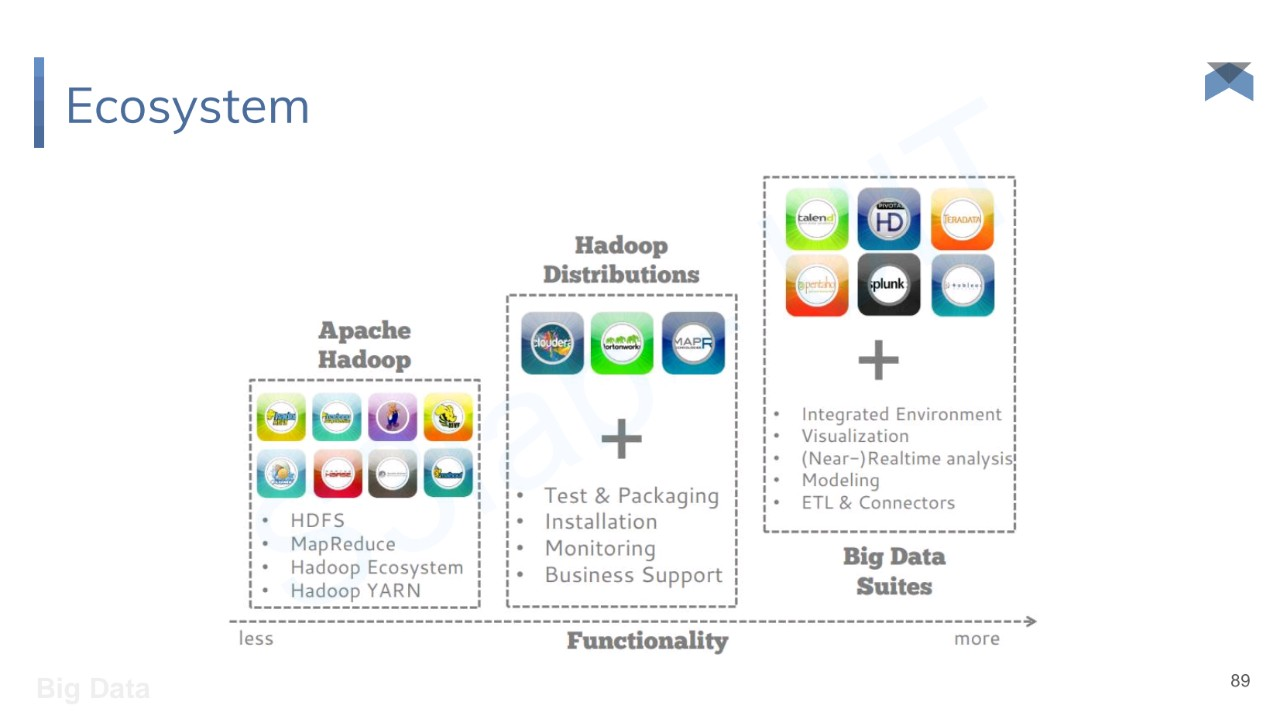 Ecosystem
Apache
Hadoop
HDFS
MapReduce
Hadoop Ecosystem
Hadoop YARN
Hadoop
Distributions
cloudera
MAPR
+
Test & Packaging
Installation
Monitoring
Business Support
talend
PIVOTAL
HD
TERADATA
pentaho
splunk
+
Integrated Environment
Visualization
(Near-)Realtime analysis
Modeling
ETL & Connectors
Big Data
Suites
less
Functionality
more
Big Data
89